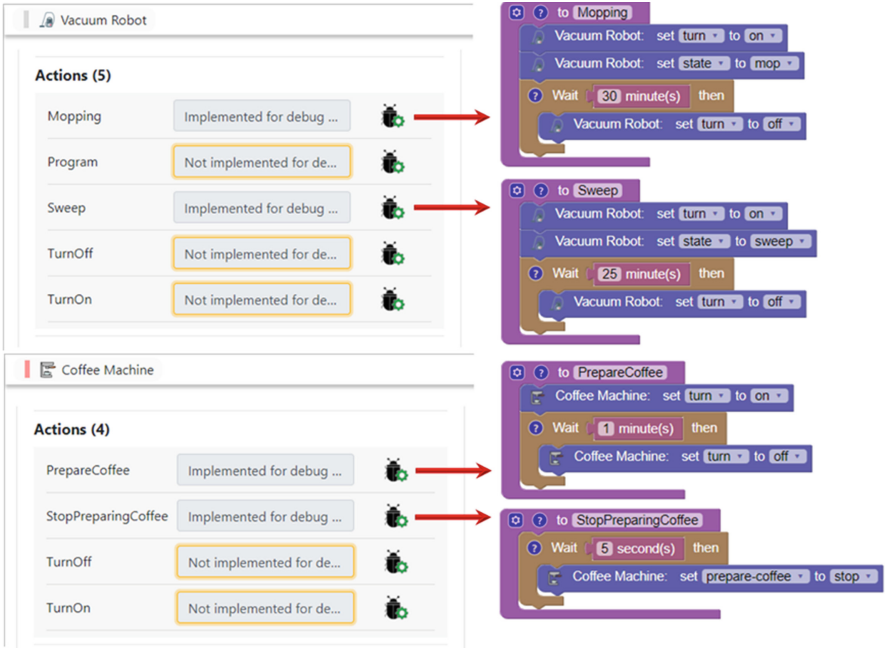 Vacuum Robot
Actions (5)
Mopping Implemented for debug ...
Program Not implemented for de...
Sweep Implemented for debug ...
TurnOff Not implemented for de...
TurnOn Not implemented for de...
? to Mopping
Vacuum Robot: set turn to on
Vacuum Robot: set state to mop
? Wait 30 minute(s) then
Vacuum Robot: set turn to off
? to Sweep
Vacuum Robot: set turn to on
Vacuum Robot: set state to sweep
? Wait 25 minute(s) then
Vacuum Robot: set turn to off
Coffee Machine
Actions (4)
PrepareCoffee Implemented for debug ...
StopPreparingCoffee Implemented for debug ...
TurnOff Not implemented for de...
TurnOn Not implemented for de...
? to PrepareCoffee
Coffee Machine: set turn to on
? Wait 1 minute(s) then
Coffee Machine: set turn to off
? to StopPreparingCoffee
? Wait 5 second(s) then
Coffee Machine: set prepare-coffee to stop